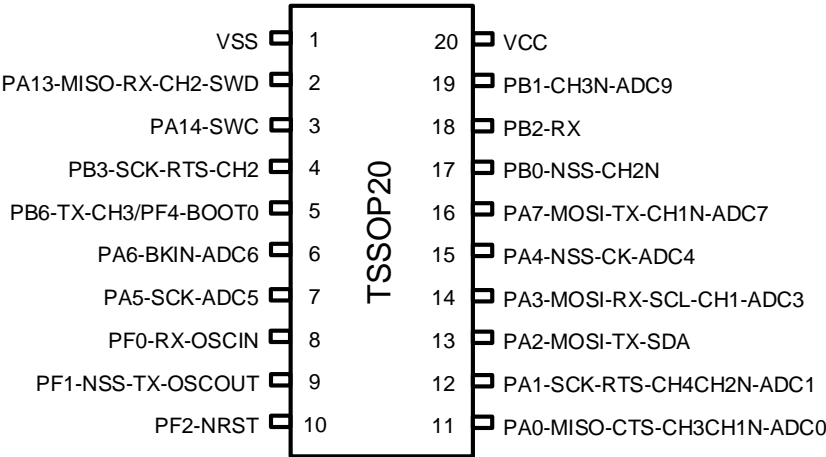 VSS 1 20 VCC
PA13-MISO-RX-CH2-SWD 2 19 PB1-CH3N-ADC9
PA14-SWC 3 18 PB2-RX
PB3-SCK-RTS-CH2 4 17 PB0-NSS-CH2N
PB6-TX-CH3/PF4-BOOT0 5 16 PA7-MOSI-TX-CH1N-ADC7
PA6-BKIN-ADC6 6 15 PA4-NSS-CK-ADC4
PA5-SCK-ADC5 7 14 PA3-MOSI-RX-SCL-CH1-ADC3
PF0-RX-OSCIN 8 13 PA2-MOSI-TX-SDA
PF1-NSS-TX-OSCOUT 9 12 PA1-SCK-RTS-CH4CH2N-ADC1
PF2-NRST 10 11 PA0-MISO-CTS-CH3CH1N-ADC0
TSSOP20